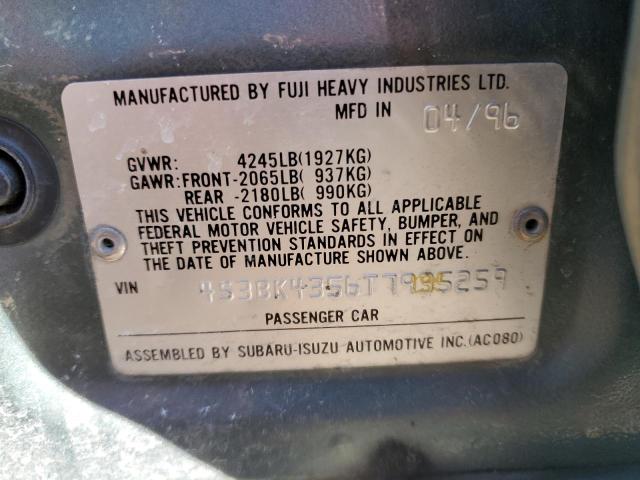 MANUFACTURED BY FUJI HEAVY INDUSTRIES LTD.
MFD IN 04/96
GVWR: 4245LB(1927KG)
GAWR:FRONT-2065LB( 937KG)
REAR -2180LB( 990KG)
THIS VEHICLE CONFORMS TO ALL APPLICABLE
FEDERAL MOTOR VEHICLE SAFETY, BUMPER, AND
THEFT PREVENTION STANDARDS IN EFFECT ON
THE DATE OF MANUFACTURE SHOWN ABOVE.
VIN 4S3BK4356T7935259
PASSENGER CAR
ASSEMBLED BY SUBARU-ISUZU AUTOMOTIVE INC.(AC080)